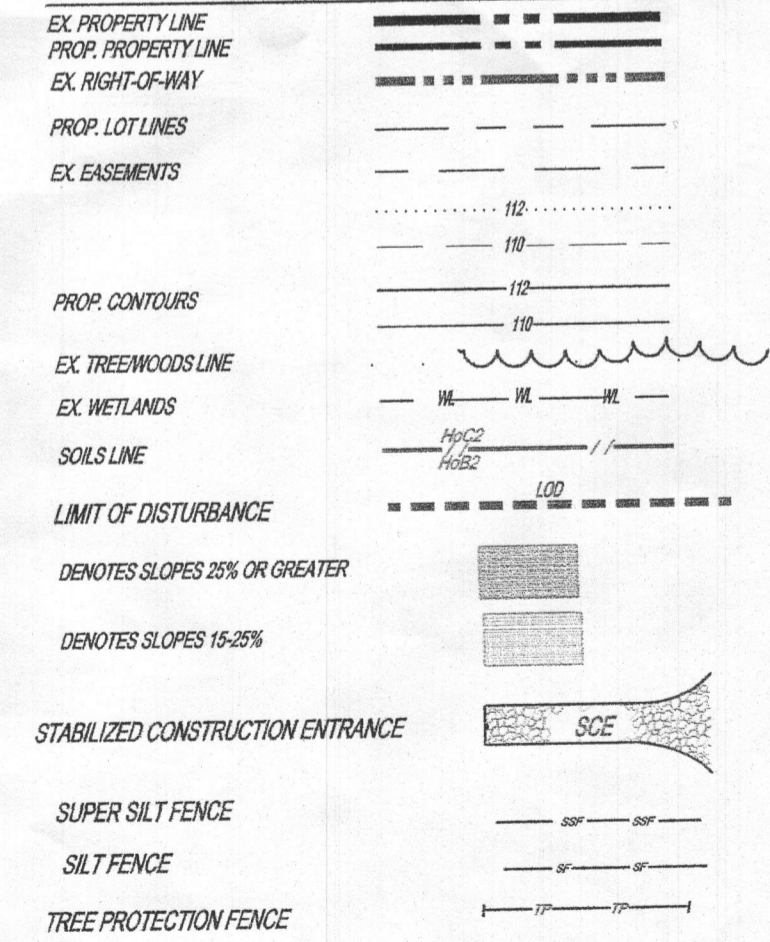 EX. PROPERTY LINE
PROP. PROPERTY LINE
EX. RIGHT-OF-WAY
PROP. LOT LINES
EX. EASEMENTS
112
110
PROP. CONTOURS
112
110
EX. TREE/WOODS LINE
EX. WETLANDS WL WL WL
SOILS LINE
HoC2
HoB2
LOD
LIMIT OF DISTURBANCE
DENOTES SLOPES 25% OR GREATER
DENOTES SLOPES 15-25%
STABILIZED CONSTRUCTION ENTRANCE SCE
SUPER SILT FENCE SSF SSF
SILT FENCE SF SF
TREE PROTECTION FENCE TP TP